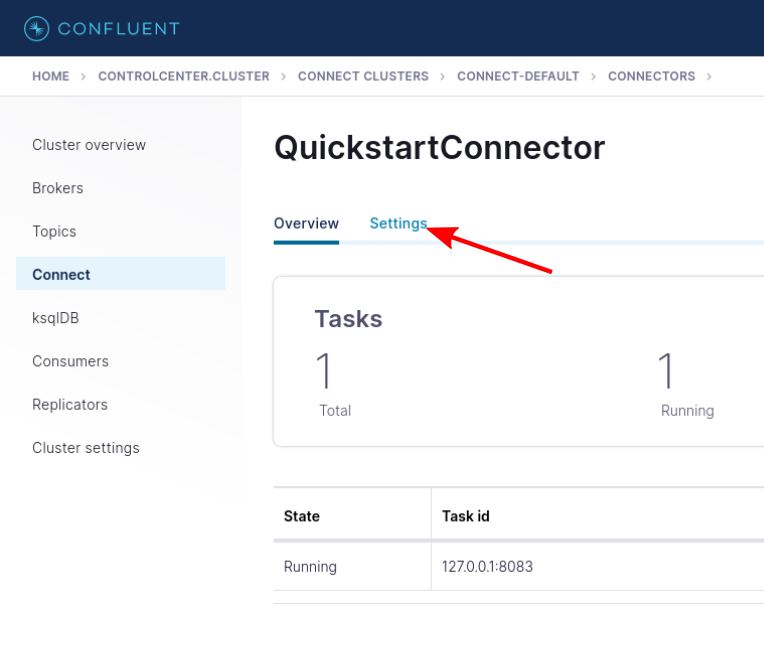 CONFLUENT
HOME > CONTROLCENTER.CLUSTER > CONNECT CLUSTERS > CONNECT-DEFAULT > CONNECTORS >
Cluster overview
Brokers
Topics
Connect
ksqlDB
Consumers
Replicators
Cluster settings
QuickstartConnector
Overview Settings
Tasks
1 1
Total Running
State Task id
Running 127.0.0.1:8083